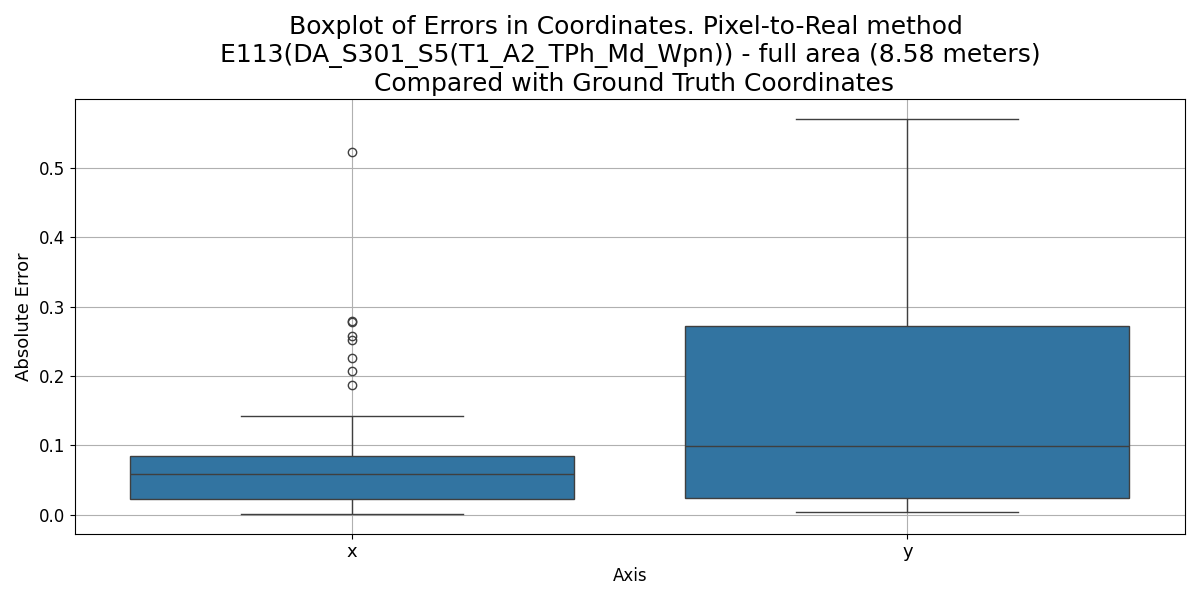 Boxplot of Errors in Coordinates. Pixel-to-Real method
E113(DA_S301_S5(T1_A2_TPh_Md_Wpn)) - full area (8.58 meters)
Compared with Ground Truth Coordinates
Absolute Error
0.5
0.4
0.3
0.2
0.1
0.0
x
y
Axis